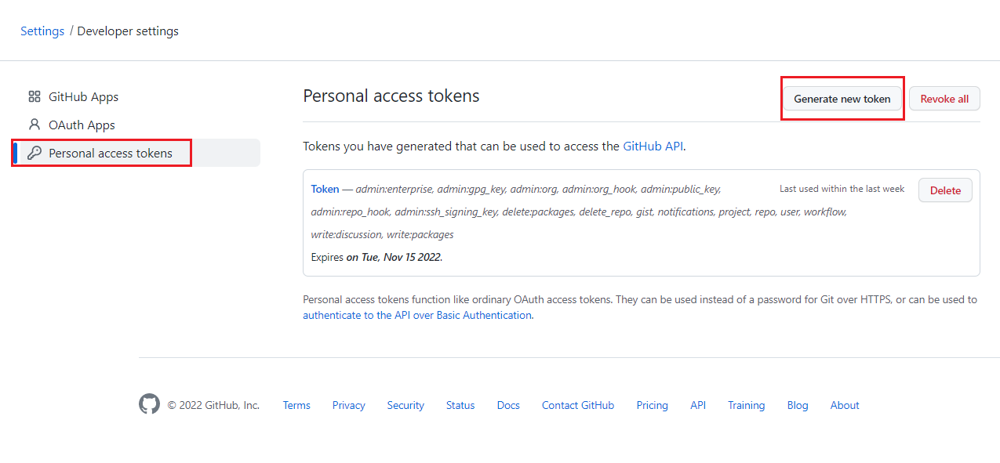 Settings / Developer settings
GitHub Apps
OAuth Apps
Personal access tokens
Personal access tokens
Generate new token
Revoke all
Tokens you have generated that can be used to access the GitHub API.
Token — admin:enterprise, admin:gpg_key, admin:org, admin:org_hook, admin:public_key,
Last used within the last week
Delete
admin:repo_hook, admin:ssh_signing_key, delete:packages, delete_repo, gist, notifications, project, repo, user, workflow,
write:discussion, write:packages
Expires on Tue, Nov 15 2022.
Personal access tokens function like ordinary OAuth access tokens. They can be used instead of a password for Git over HTTPS, or can be used to
authenticate to the API over Basic Authentication.
© 2022 GitHub, Inc. Terms Privacy Security Status Docs Contact GitHub Pricing API Training Blog About